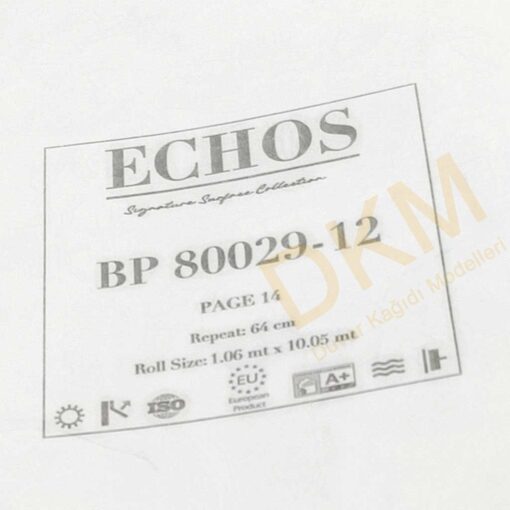 ECHOS
Signature Surface Collection
BP 80029-12
PAGE 14
Repeat: 64 cm
Roll Size: 1.06 mt x 10.05 mt
ISO
EU
European
Product
A+
DKM
Duvar Kağıdı Modelleri